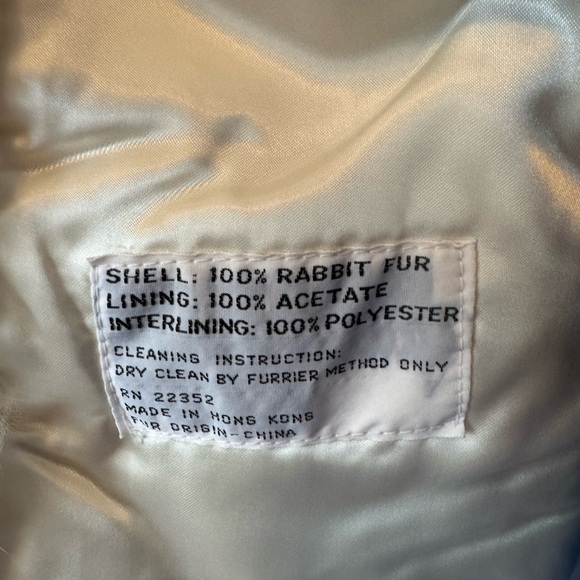 SHELL: 100% RABBIT FUR
LINING: 100% ACETATE
INTERLINING: 100% POLYESTER
CLEANING INSTRUCTION:
DRY CLEAN BY FURRIER METHOD ONLY
RN 22352
MADE IN HONG KONG
FUR ORIGIN-CHINA